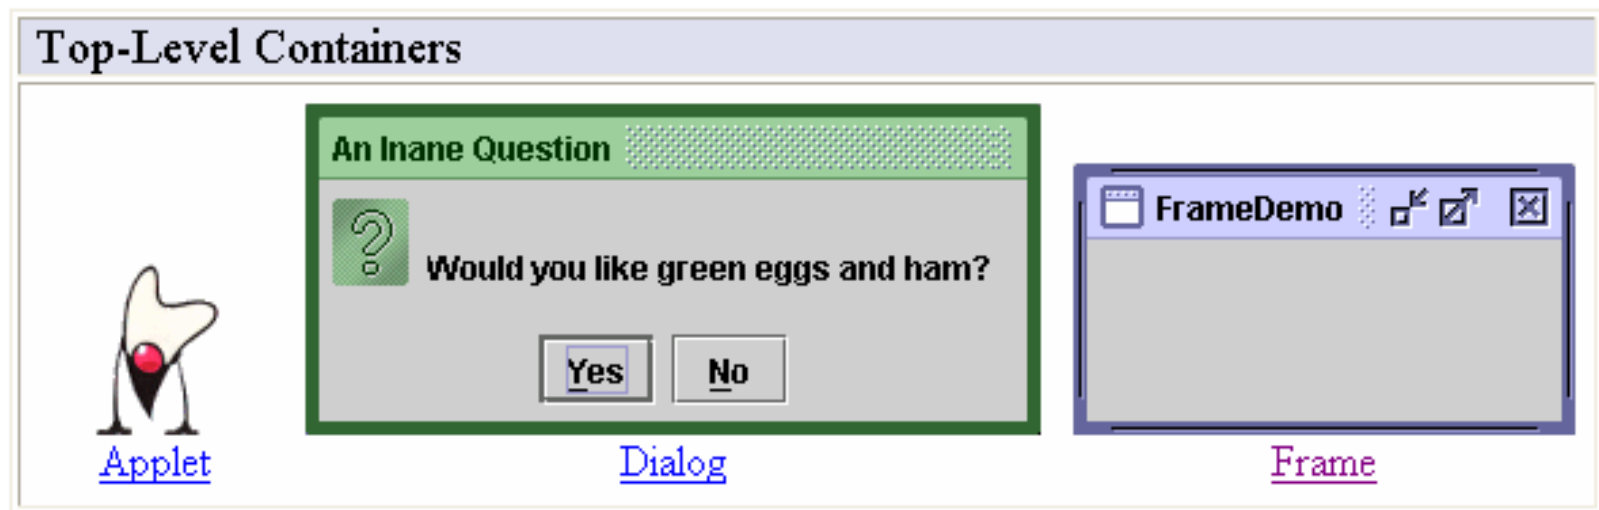 Top-Level Containers
An Inane Question
Would you like green eggs and ham?
Yes No
FrameDemo
Applet Dialog Frame